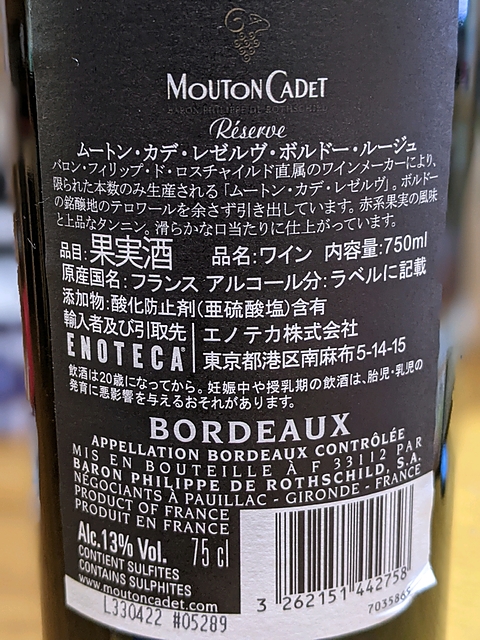 MOUTON CADET
BARON PHILIPPE DE ROTHSCHILD
Réserve
ムートン・カデ・レゼルヴ・ボルドー・ルージュ
バロン・フィリップ・ド・ロスチャイルド直属のワインメーカーにより、
限られた本数のみ生産される「ムートン・カデ・レゼルヴ」。ボルドー
の銘醸地のテロワールを余さず引き出しています。赤系果実の風味
と上品なタンニン。滑らかな口当たりに仕上がっています。
品目:果実酒 品名:ワイン 内容量:750ml
原産国名:フランス アルコール分:ラベルに記載
添加物:酸化防止剤(亜硫酸塩)含有
輸入者及び引取先 エノテカ株式会社
ENOTECA 東京都港区南麻布5-14-15
飲酒は20歳になってから。妊娠中や授乳期の飲酒は、胎児・乳児の
発育に悪影響を与えるおそれがあります。
BORDEAUX
APPELLATION BORDEAUX CONTRÔLÉE
MIS EN BOUTEILLE À F 33112 PAR
BARON PHILIPPE DE ROTHSCHILD, S.A.
NÉGOCIANTS À PAUILLAC - GIRONDE - FRANCE
PRODUCT OF FRANCE
PRODUIT EN FRANCE
Alc.13% Vol. 75 cl
CONTIENT SULFITES
CONTAINS SULPHITES
www.moutoncadet.com
L330422 #05289
3 262151 442758